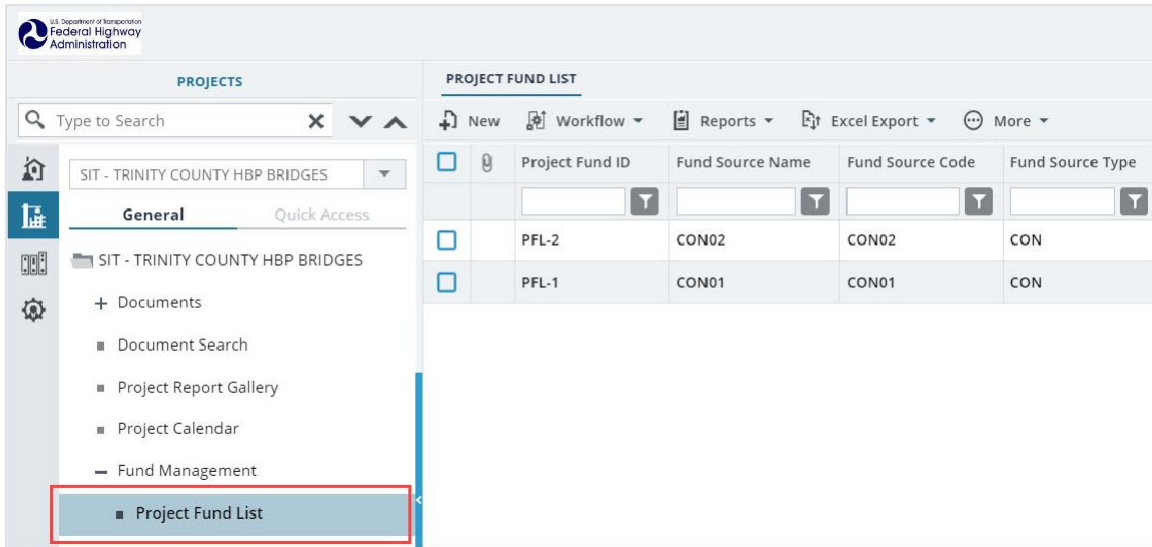 U.S. Department of Transportation
Federal Highway
Administration
PROJECTS
Type to Search
SIT - TRINITY COUNTY HBP BRIDGES
General Quick Access
SIT - TRINITY COUNTY HBP BRIDGES
+ Documents
Document Search
Project Report Gallery
Project Calendar
– Fund Management
Project Fund List
PROJECT FUND LIST
New Workflow Reports Excel Export More
Project Fund ID Fund Source Name Fund Source Code Fund Source Type
PFL-2 CON02 CON02 CON
PFL-1 CON01 CON01 CON